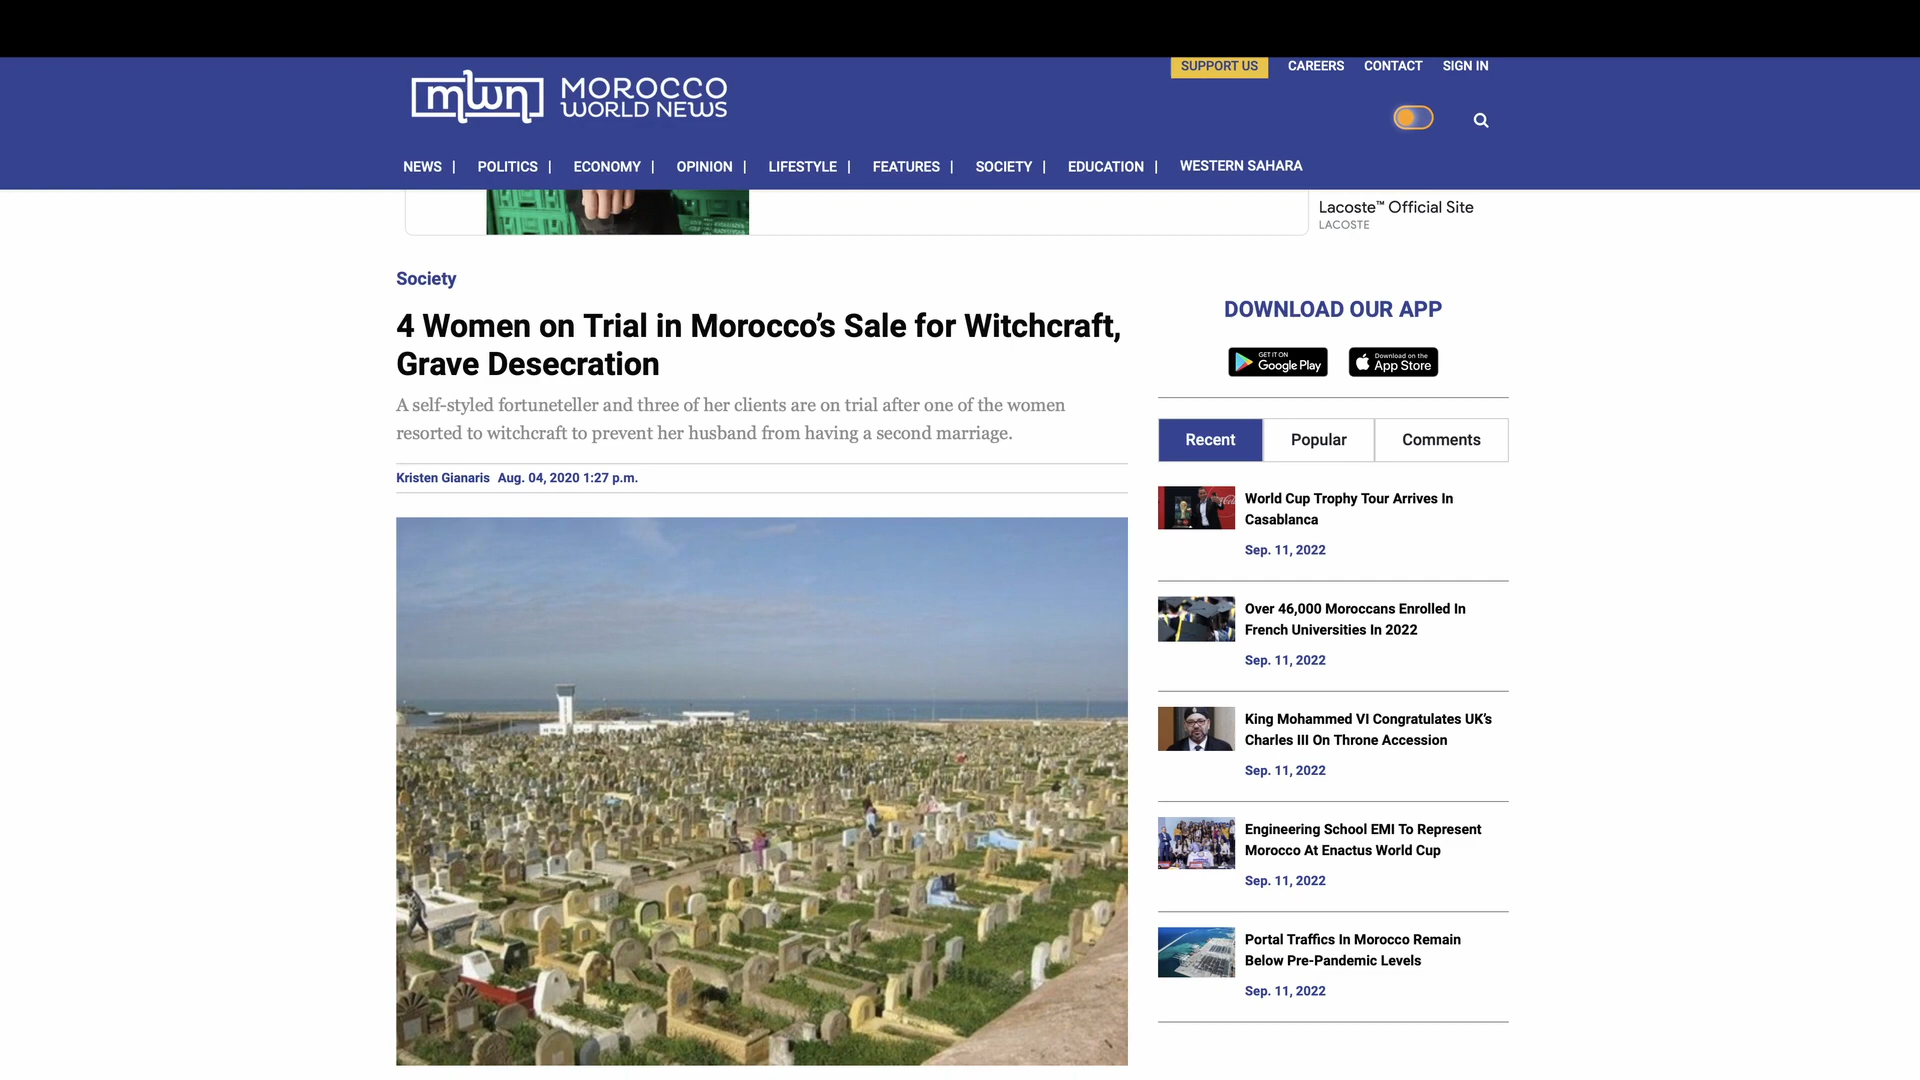 SUPPORT US CAREERS CONTACT SIGN IN
mwn MOROCCO
WORLD NEWS
NEWS | POLITICS | ECONOMY | OPINION | LIFESTYLE | FEATURES | SOCIETY | EDUCATION | WESTERN SAHARA
Lacoste™ Official Site
LACOSTE
Society
4 Women on Trial in Morocco's Sale for Witchcraft,
Grave Desecration
A self-styled fortuneteller and three of her clients are on trial after one of the women
resorted to witchcraft to prevent her husband from having a second marriage.
Kristen Gianaris Aug. 04, 2020 1:27 p.m.
DOWNLOAD OUR APP
GET IT ON
Google Play
Download on the
App Store
Recent Popular Comments
World Cup Trophy Tour Arrives In
Casablanca
Sep. 11, 2022
Over 46,000 Moroccans Enrolled In
French Universities In 2022
Sep. 11, 2022
King Mohammed VI Congratulates UK's
Charles III On Throne Accession
Sep. 11, 2022
Engineering School EMI To Represent
Morocco At Enactus World Cup
Sep. 11, 2022
Portal Traffics In Morocco Remain
Below Pre-Pandemic Levels
Sep. 11, 2022